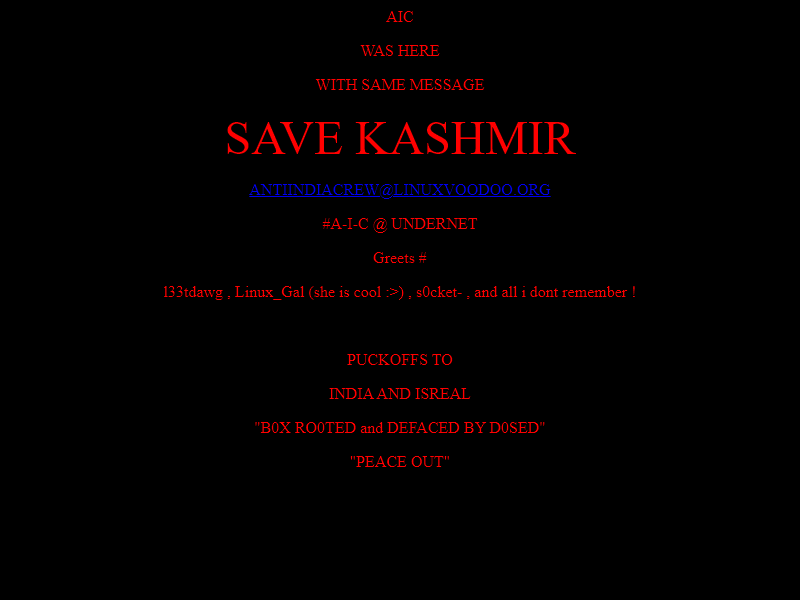 AIC
WAS HERE
WITH SAME MESSAGE
SAVE KASHMIR
ANTIINDIACREW@LINUXVOODOO.ORG
#A-I-C @ UNDERNET
Greets #
l33tdawg , Linux_Gal (she is cool :>) , s0cket- , and all i dont remember !
PUCKOFFS TO
INDIA AND ISREAL
"B0X RO0TED and DEFACED BY D0SED"
"PEACE OUT"